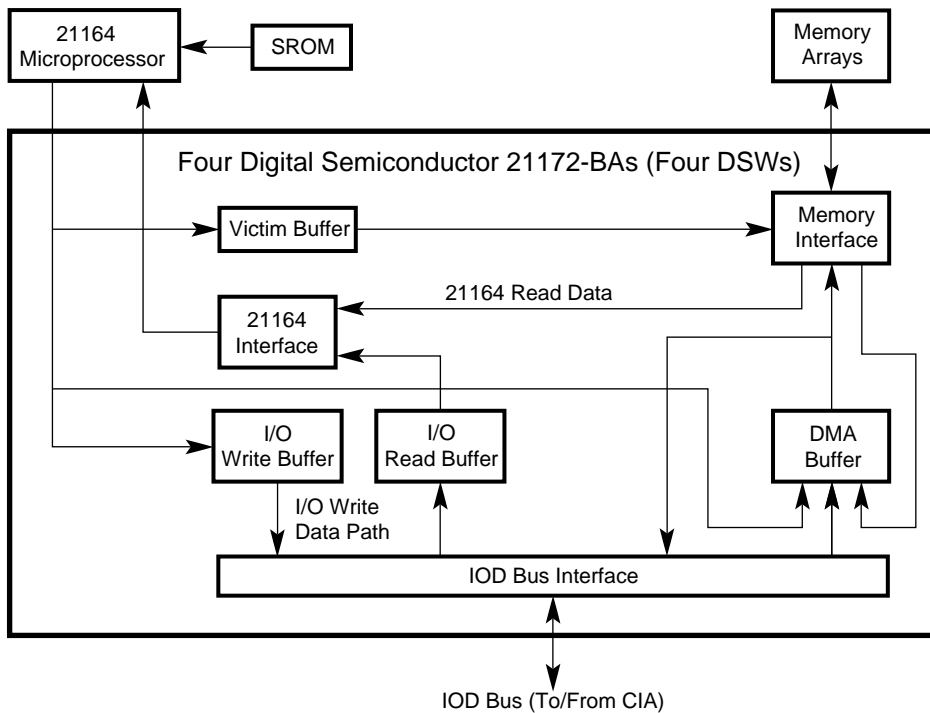 21164
Microprocessor
SROM
Memory
Arrays
Four Digital Semiconductor 21172-BAs (Four DSWs)
Victim Buffer
Memory
Interface
21164 Read Data
21164
Interface
I/O
Write Buffer
I/O
Read Buffer
DMA
Buffer
I/O Write
Data Path
IOD Bus Interface
IOD Bus (To/From CIA)